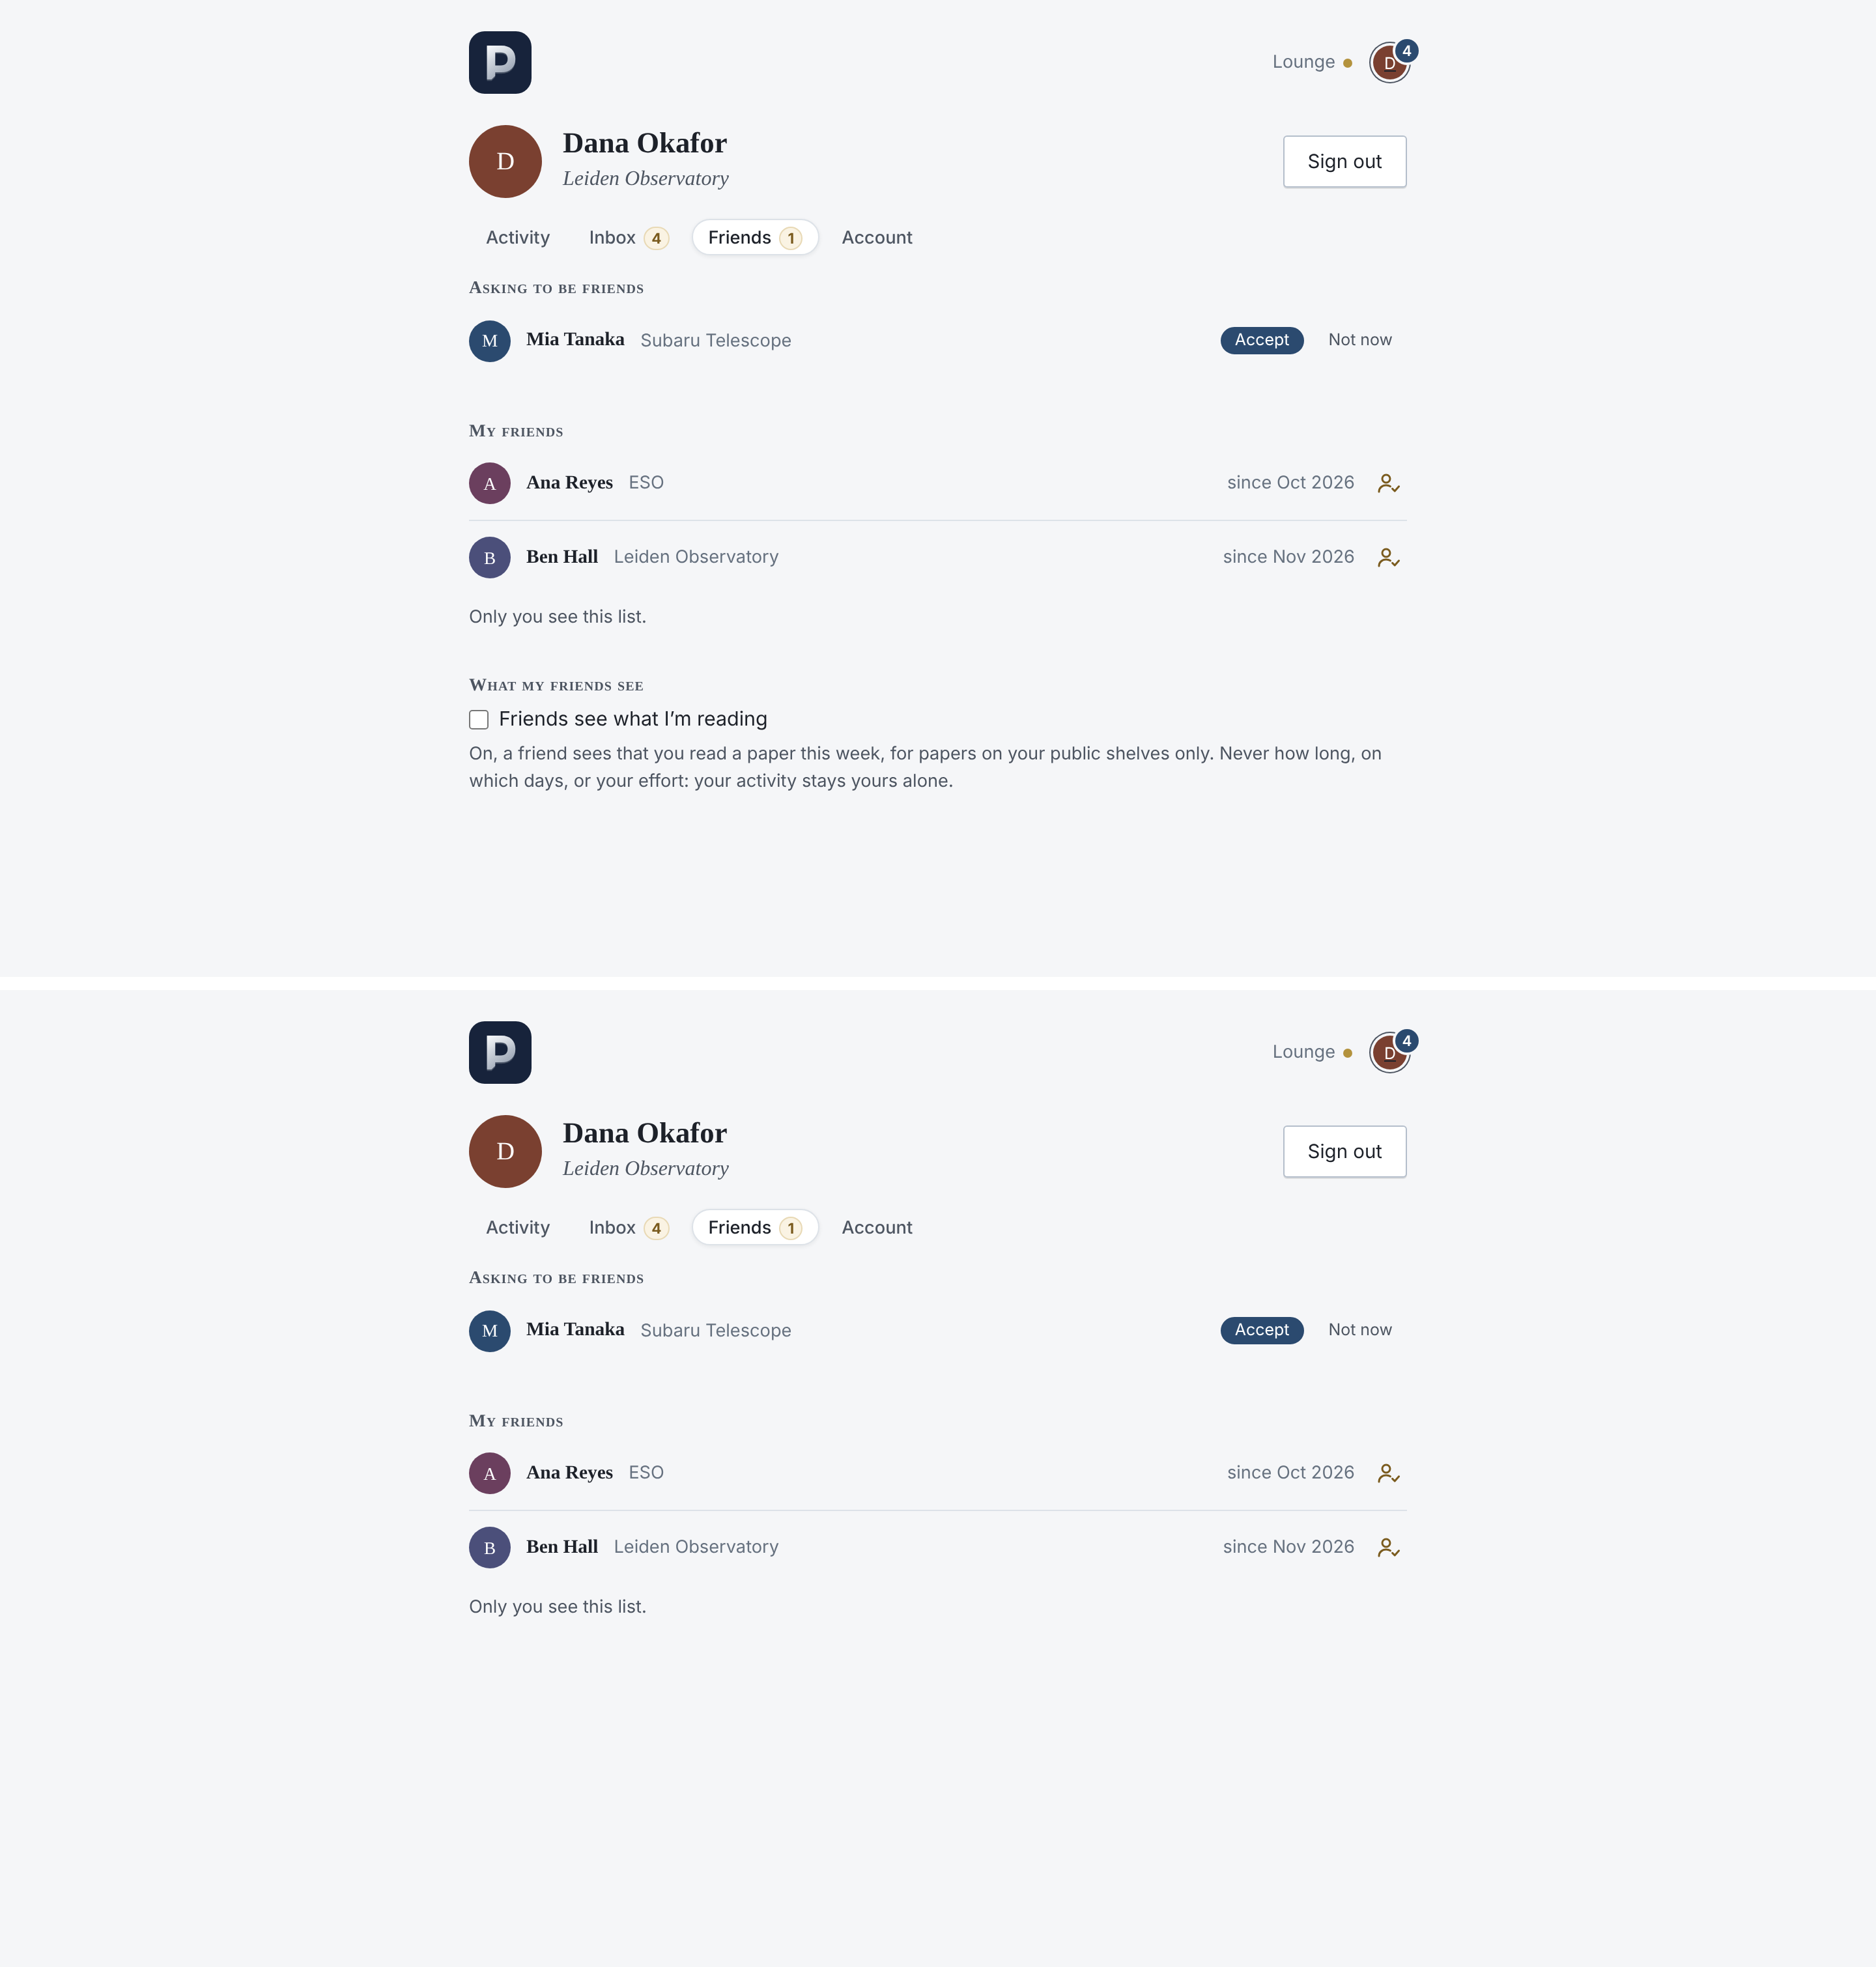 P
Lounge D 4
D Dana Okafor
Leiden Observatory
Sign out
Activity Inbox 4 Friends 1 Account
Asking to be friends
M Mia Tanaka Subaru Telescope Accept Not now
My friends
A Ana Reyes ESO since Oct 2026
B Ben Hall Leiden Observatory since Nov 2026
Only you see this list.
What my friends see
Friends see what I’m reading
On, a friend sees that you read a paper this week, for papers on your public shelves only. Never how long, on
which days, or your effort: your activity stays yours alone.
P
Lounge D 4
D Dana Okafor
Leiden Observatory
Sign out
Activity Inbox 4 Friends 1 Account
Asking to be friends
M Mia Tanaka Subaru Telescope Accept Not now
My friends
A Ana Reyes ESO since Oct 2026
B Ben Hall Leiden Observatory since Nov 2026
Only you see this list.